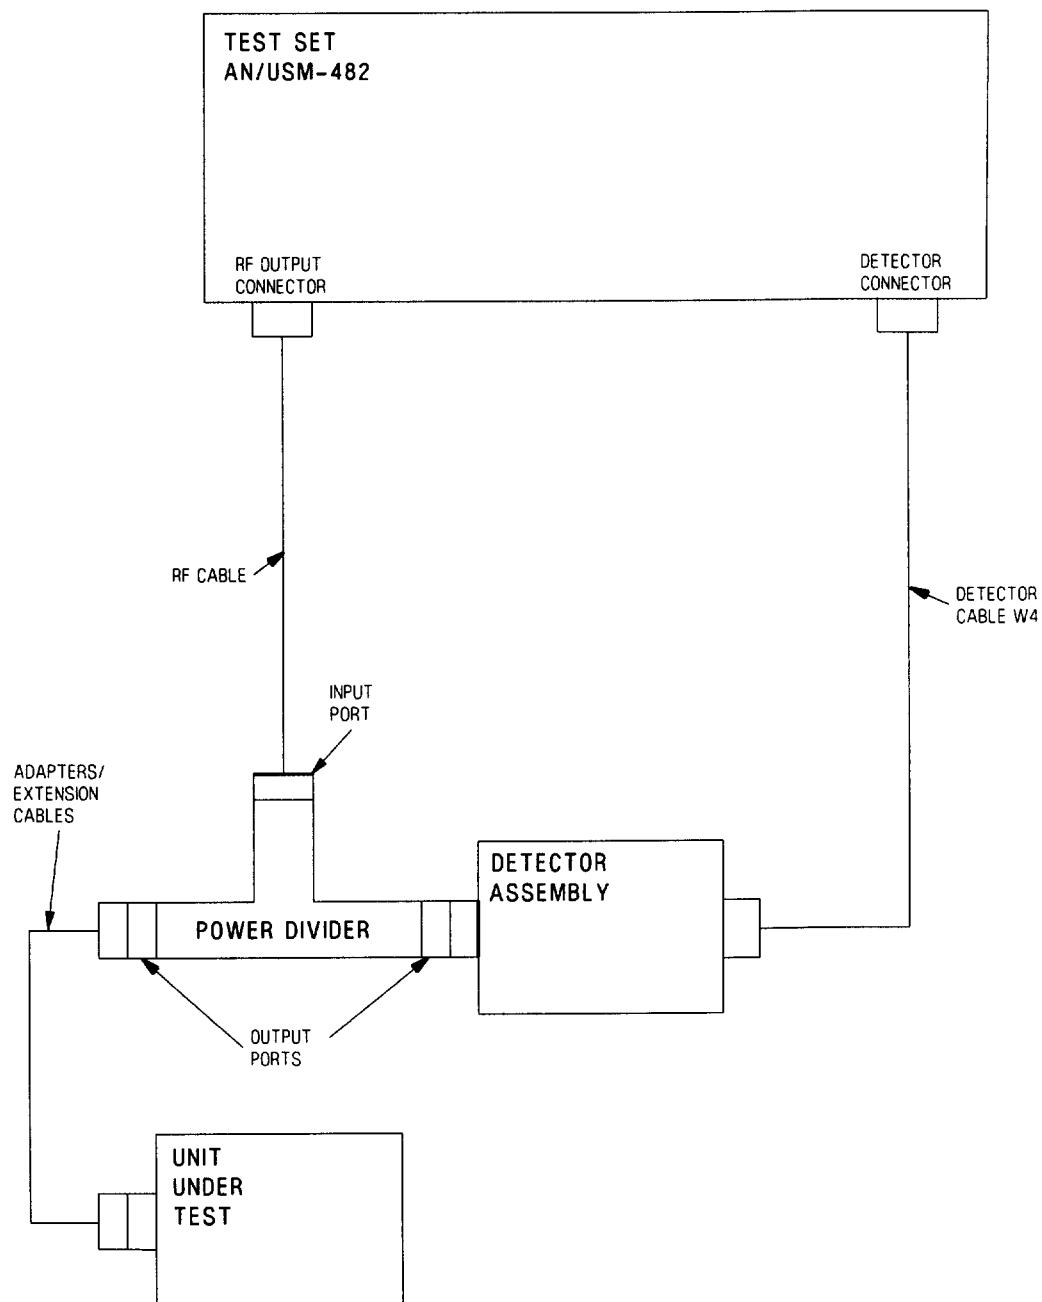 TEST SET
AN/USM-482
RF OUTPUT
CONNECTOR
DETECTOR
CONNECTOR
RF CABLE
DETECTOR
CABLE W4
INPUT
PORT
ADAPTERS/
EXTENSION
CABLES
DETECTOR
ASSEMBLY
POWER DIVIDER
OUTPUT
PORTS
UNIT
UNDER
TEST